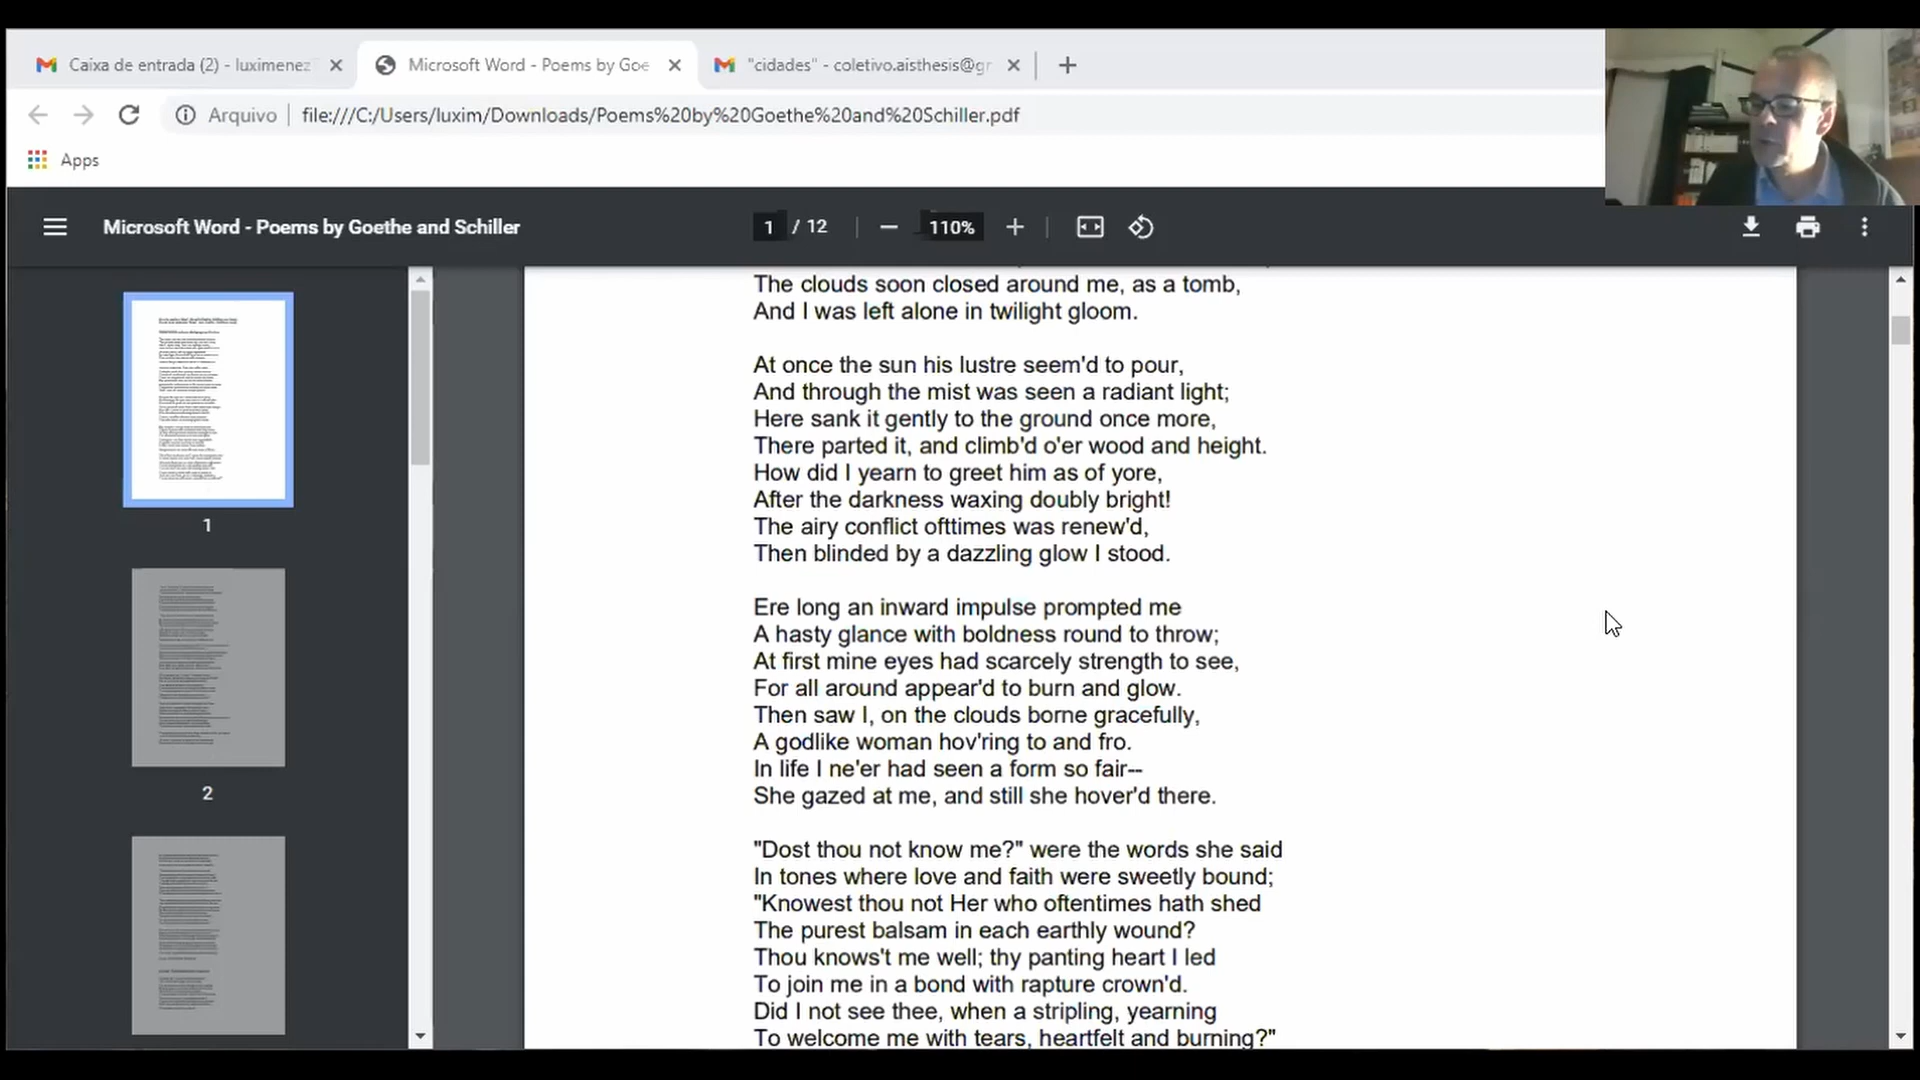 Caixa de entrada (2) - luximenez
Microsoft Word - Poems by Goe
"cidades" - coletivo.aisthesis@gr
Arquivo
file:///C:/Users/luxim/Downloads/Poems%20by%20Goethe%20and%20Schiller.pdf
Apps
Microsoft Word - Poems by Goethe and Schiller
1 / 12
110%
1
2
The clouds soon closed around me, as a tomb,
And I was left alone in twilight gloom.
At once the sun his lustre seem'd to pour,
And through the mist was seen a radiant light;
Here sank it gently to the ground once more,
There parted it, and climb'd o'er wood and height.
How did I yearn to greet him as of yore,
After the darkness waxing doubly bright!
The airy conflict ofttimes was renew'd,
Then blinded by a dazzling glow I stood.
Ere long an inward impulse prompted me
A hasty glance with boldness round to throw;
At first mine eyes had scarcely strength to see,
For all around appear'd to burn and glow.
Then saw I, on the clouds borne gracefully,
A godlike woman hov'ring to and fro.
In life I ne'er had seen a form so fair--
She gazed at me, and still she hover'd there.
"Dost thou not know me?" were the words she said
In tones where love and faith were sweetly bound;
"Knowest thou not Her who oftentimes hath shed
The purest balsam in each earthly wound?
Thou knows't me well; thy panting heart I led
To join me in a bond with rapture crown'd.
Did I not see thee, when a stripling, yearning
To welcome me with tears, heartfelt and burning?"